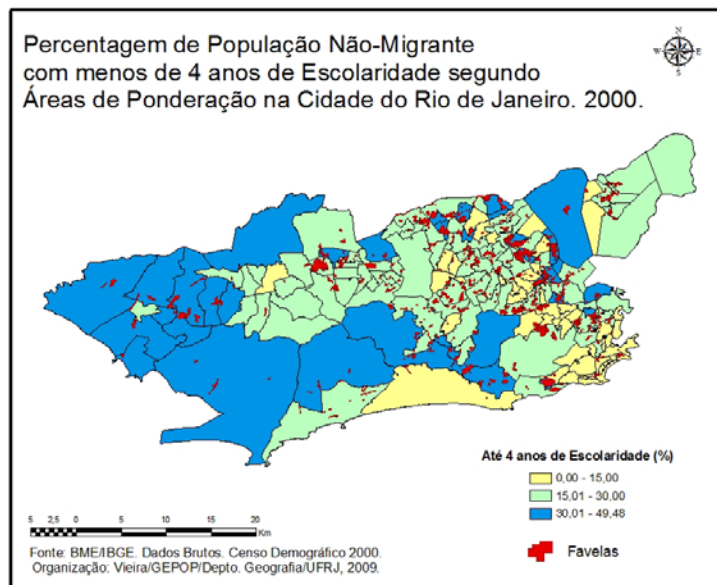 Percentagem de População Não-Migrante
com menos de 4 anos de Escolaridade segundo
Áreas de Ponderação na Cidade do Rio de Janeiro. 2000.
N
W E
S
Até 4 anos de Escolaridade (%)
0,00 - 15,00
15,01 - 30,00
30,01 - 49,48
Favelas
5 2,5 0 5 10 15 20
Km
Fonte: BME/IBGE. Dados Brutos. Censo Demográfico 2000.
Organização: Vieira/GEPOP/Depto. Geografia/UFRJ, 2009.